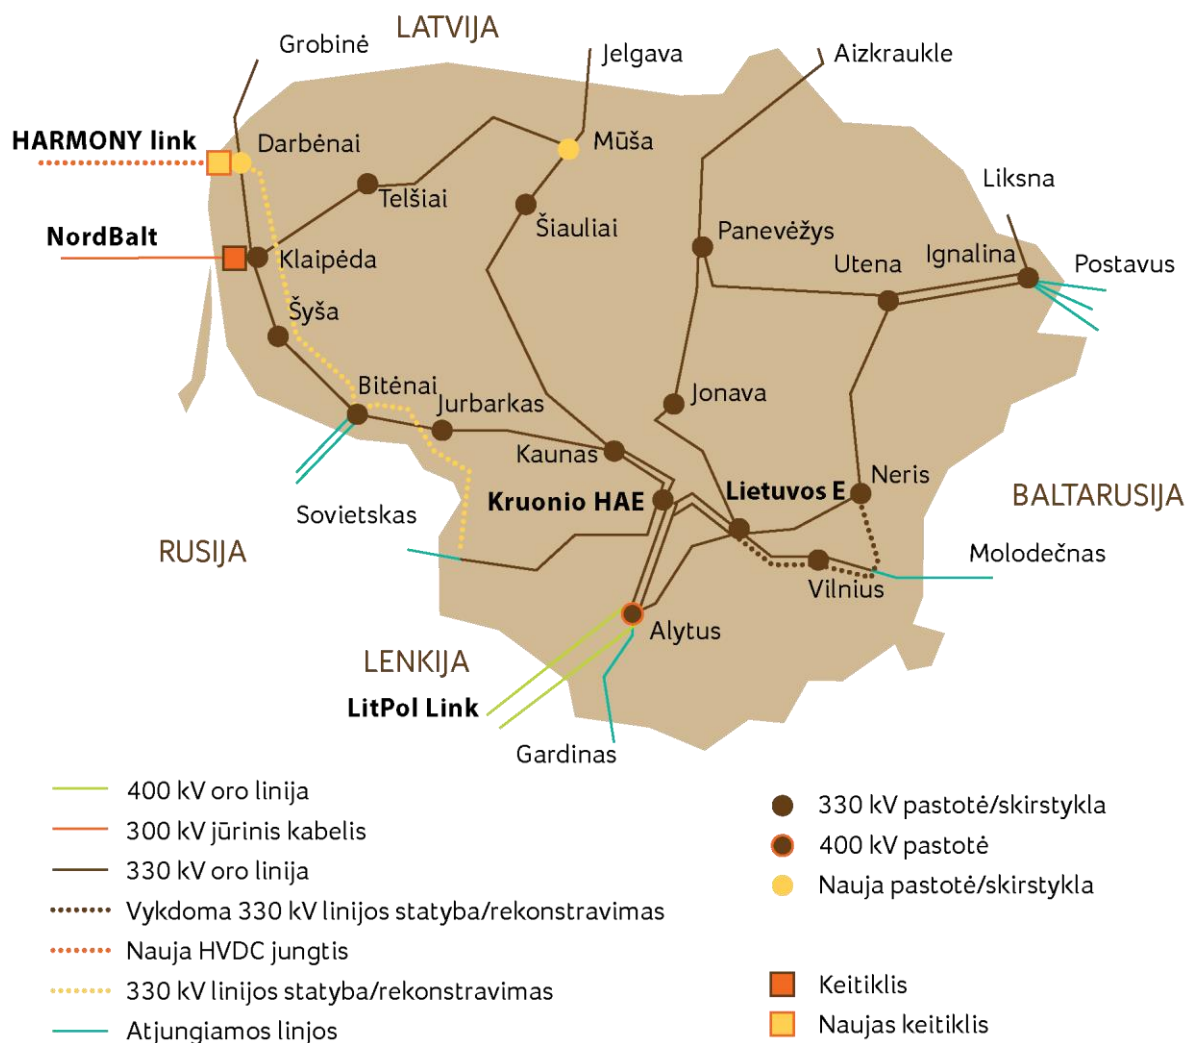 LATVIJA
Grobinė
Jelgava
Aizkraukle
HARMONY link
Darbėnai
Mūša
Telšiai
Liksna
Šiauliai
NordBalt
Klaipėda
Panevėžys
Utena
Ignalina
Postavus
Šyša
Bitėnai
Jurbarkas
Jonava
Kaunas
Neris
Kruonio HAE
Lietuvos E
BALTARUSIJA
Sovietskas
RUSIJA
Molodečnas
Vilnius
Alytus
LENKIJA
LitPol Link
Gardinas
400 kV oro linija
300 kV jūrinis kabelis
330 kV oro linija
Vykdoma 330 kV linijos statyba/rekonstravimas
Nauja HVDC jungtis
330 kV linijos statyba/rekonstravimas
Atjungiamos linjos
330 kV pastotė/skirstykla
400 kV pastotė
Nauja pastotė/skirstykla
Keitiklis
Naujas keitiklis